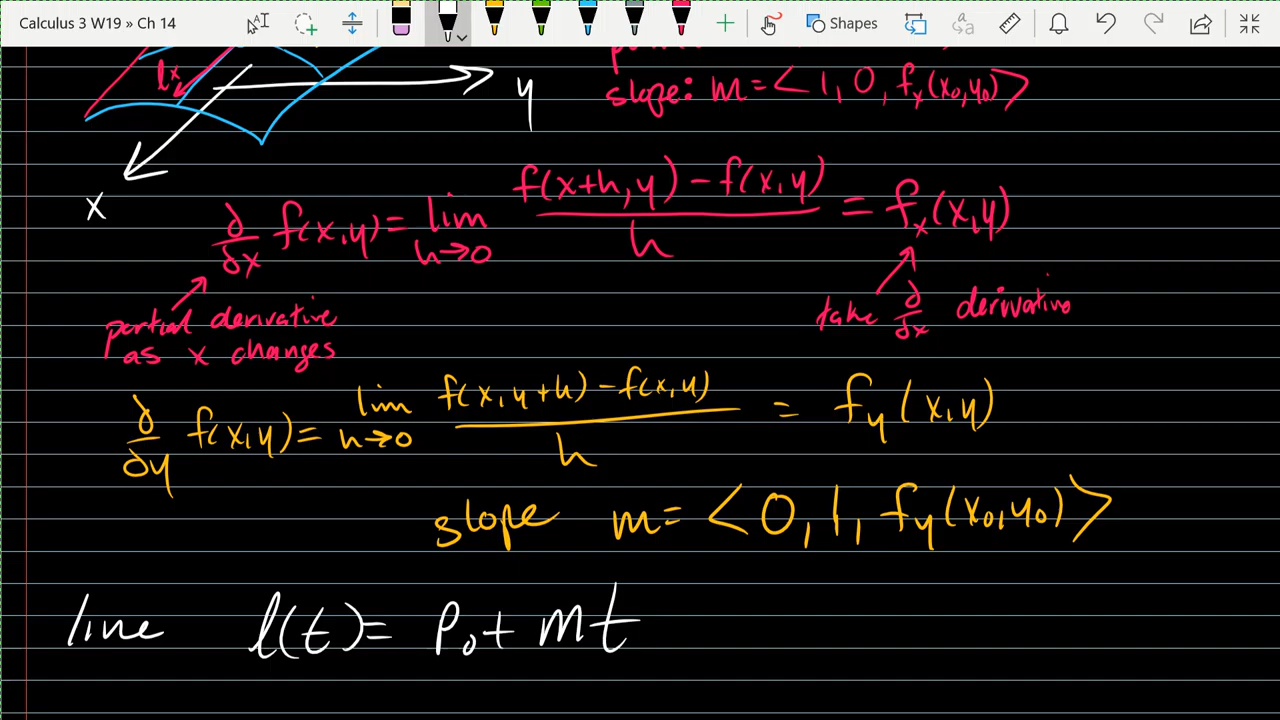 Calculus 3 W19 » Ch 14
Shapes
lx
y
slope: m = <1, 0, fx(x₀,y₀)>
x
∂/∂x f(x,y) = lim h→0 (f(x+h,y) − f(x,y))/h = fx(x,y)
partial derivative
as x changes
take ∂/∂x derivative
∂/∂y f(x,y) = lim h→0 (f(x,y+h) − f(x,y))/h = fy(x,y)
slope m = <0, 1, fy(x₀,y₀)>
line l(t) = P₀ + mt